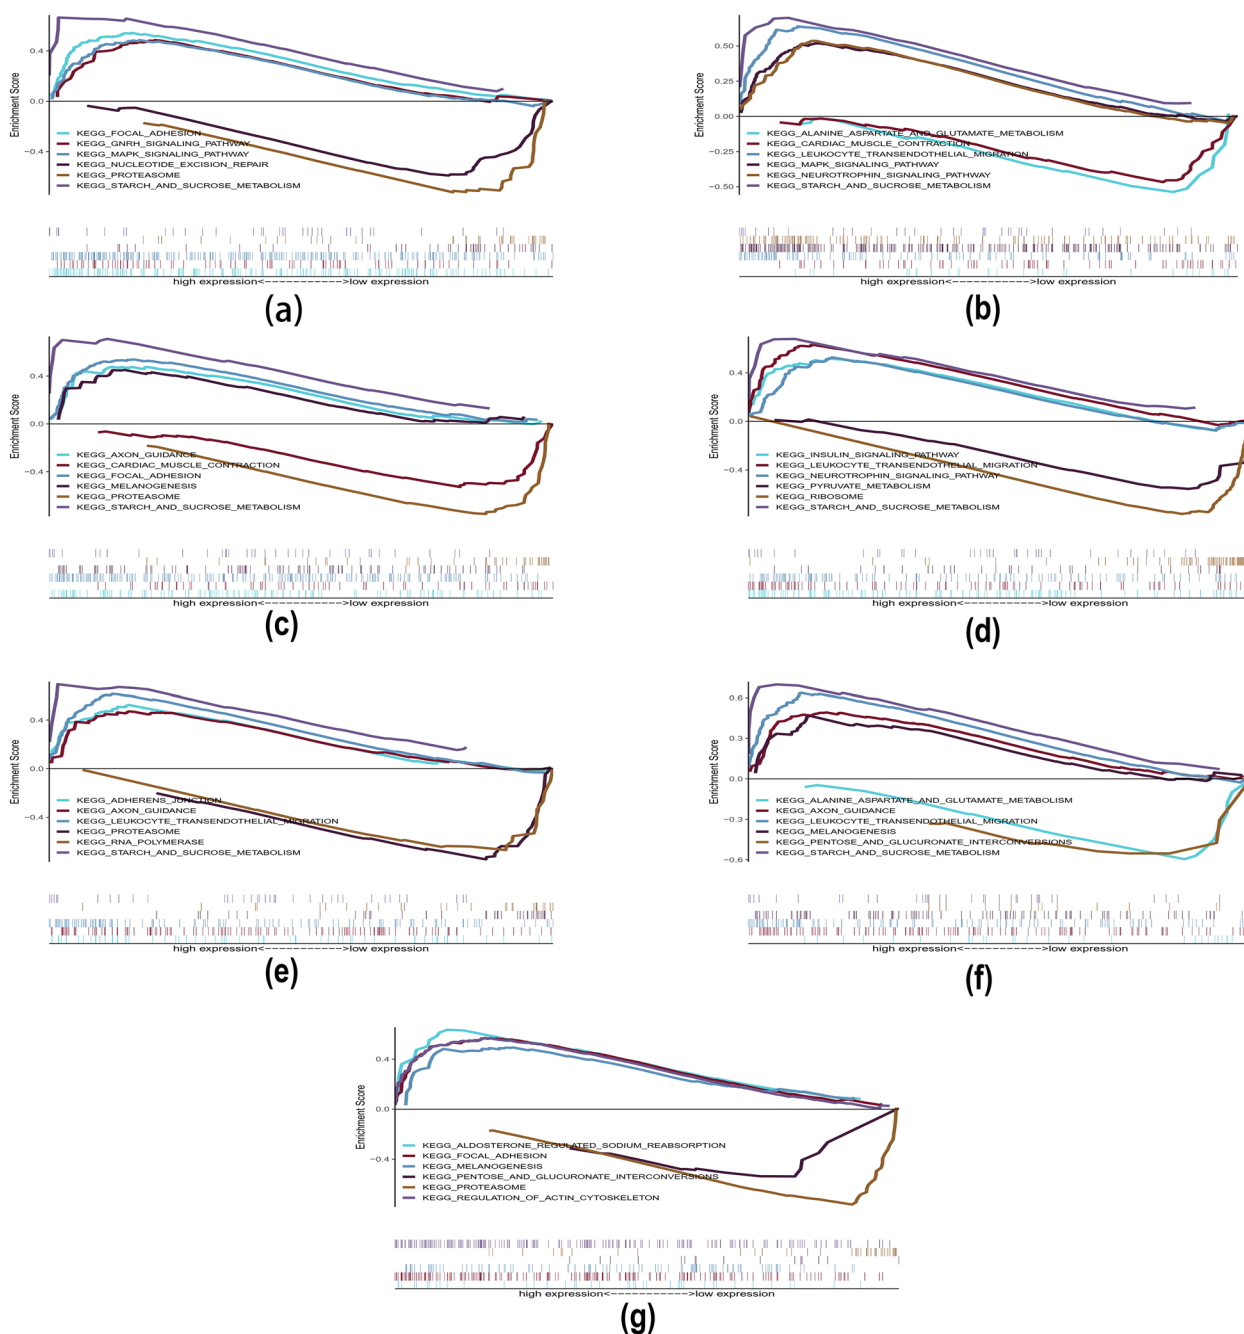 Enrichment Score
0.4
0.0
−0.4
KEGG_FOCAL_ADHESION
KEGG_GNRH_SIGNALING_PATHWAY
KEGG_MAPK_SIGNALING_PATHWAY
KEGG_NUCLEOTIDE_EXCISION_REPAIR
KEGG_PROTEASOME
KEGG_STARCH_AND_SUCROSE_METABOLISM
high expression<------------>low expression
(a)
Enrichment Score
0.50
0.25
0.00
−0.25
−0.50
KEGG_ALANINE_ASPARTATE_AND_GLUTAMATE_METABOLISM
KEGG_CARDIAC_MUSCLE_CONTRACTION
KEGG_LEUKOCYTE_TRANSENDOTHELIAL_MIGRATION
KEGG_MAPK_SIGNALING_PATHWAY
KEGG_NEUROTROPHIN_SIGNALING_PATHWAY
KEGG_STARCH_AND_SUCROSE_METABOLISM
high expression<------------>low expression
(b)
Enrichment Score
0.4
0.0
−0.4
KEGG_AXON_GUIDANCE
KEGG_CARDIAC_MUSCLE_CONTRACTION
KEGG_FOCAL_ADHESION
KEGG_MELANOGENESIS
KEGG_PROTEASOME
KEGG_STARCH_AND_SUCROSE_METABOLISM
high expression<------------>low expression
(c)
Enrichment Score
0.4
0.0
−0.4
KEGG_INSULIN_SIGNALING_PATHWAY
KEGG_LEUKOCYTE_TRANSENDOTHELIAL_MIGRATION
KEGG_NEUROTROPHIN_SIGNALING_PATHWAY
KEGG_PYRUVATE_METABOLISM
KEGG_RIBOSOME
KEGG_STARCH_AND_SUCROSE_METABOLISM
high expression<------------>low expression
(d)
Enrichment Score
0.4
0.0
−0.4
KEGG_ADHERENS_JUNCTION
KEGG_AXON_GUIDANCE
KEGG_LEUKOCYTE_TRANSENDOTHELIAL_MIGRATION
KEGG_PROTEASOME
KEGG_RNA_POLYMERASE
KEGG_STARCH_AND_SUCROSE_METABOLISM
high expression<------------>low expression
(e)
Enrichment Score
0.6
0.3
0.0
−0.3
−0.6
KEGG_ALANINE_ASPARTATE_AND_GLUTAMATE_METABOLISM
KEGG_AXON_GUIDANCE
KEGG_LEUKOCYTE_TRANSENDOTHELIAL_MIGRATION
KEGG_MELANOGENESIS
KEGG_PENTOSE_AND_GLUCURONATE_INTERCONVERSIONS
KEGG_STARCH_AND_SUCROSE_METABOLISM
high expression<------------>low expression
(f)
Enrichment Score
0.4
0.0
−0.4
KEGG_ALDOSTERONE_REGULATED_SODIUM_REABSORPTION
KEGG_FOCAL_ADHESION
KEGG_MELANOGENESIS
KEGG_PENTOSE_AND_GLUCURONATE_INTERCONVERSIONS
KEGG_PROTEASOME
KEGG_REGULATION_OF_ACTIN_CYTOSKELETON
high expression<------------>low expression
(g)